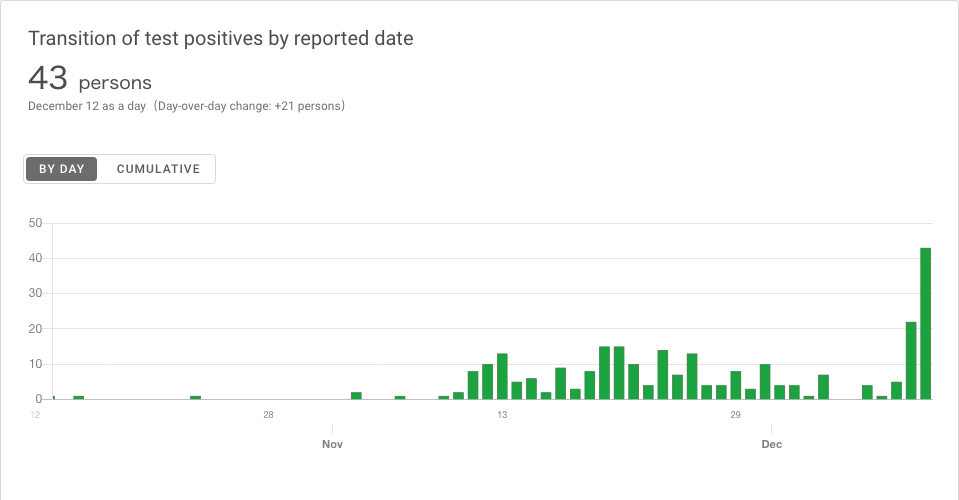 Transition of test positives by reported date
43 persons
December 12 as a day (Day-over-day change: +21 persons)
BY DAY CUMULATIVE
50
40
30
20
10
0
12 28 13 29
Nov Dec